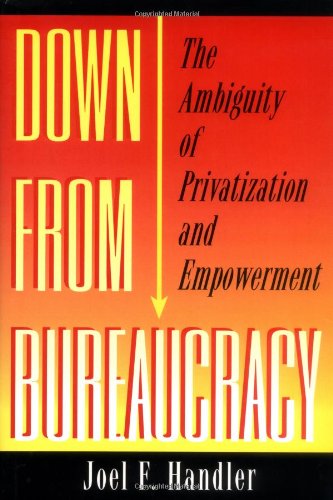 DOWN
FROM
BUREAUCRACY
The
Ambiguity
of
Privatization
and
Empowerment
Joel F. Handler